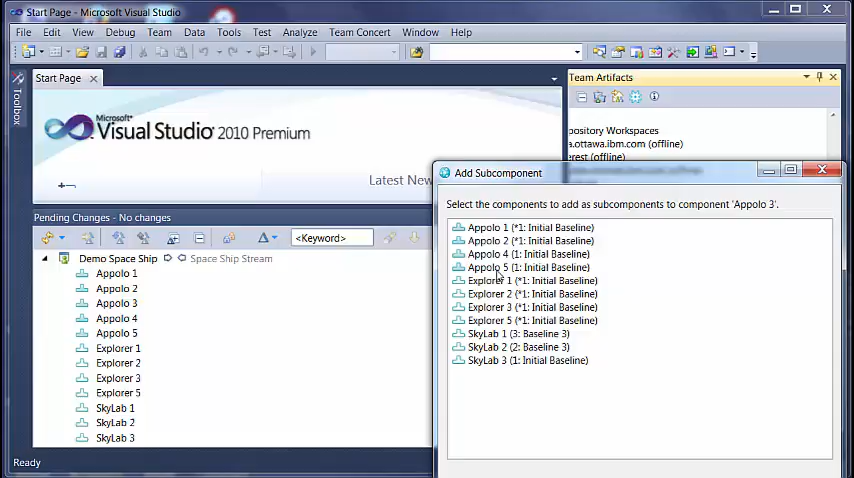 Start Page - Microsoft Visual Studio
File Edit View Debug Team Data Tools Test Analyze Team Concert Window Help
Start Page
Team Artifacts
Toolbox
Microsoft
Visual Studio 2010 Premium
Latest New
pository Workspaces
a.ottawa.ibm.com (offline)
erest (offline)
Add Subcomponent
Select the components to add as subcomponents to component 'Appolo 3'.
Appolo 1 (*1: Initial Baseline)
Appolo 2 (*1: Initial Baseline)
Appolo 4 (1: Initial Baseline)
Appolo 5 (1: Initial Baseline)
Explorer 1 (*1: Initial Baseline)
Explorer 2 (*1: Initial Baseline)
Explorer 3 (*1: Initial Baseline)
Explorer 5 (*1: Initial Baseline)
SkyLab 1 (3: Baseline 3)
SkyLab 2 (2: Baseline 3)
SkyLab 3 (1: Initial Baseline)
Pending Changes - No changes
<Keyword>
Demo Space Ship Space Ship Stream
Appolo 1
Appolo 2
Appolo 3
Appolo 4
Appolo 5
Explorer 1
Explorer 2
Explorer 3
Explorer 5
SkyLab 1
SkyLab 2
SkyLab 3
Ready